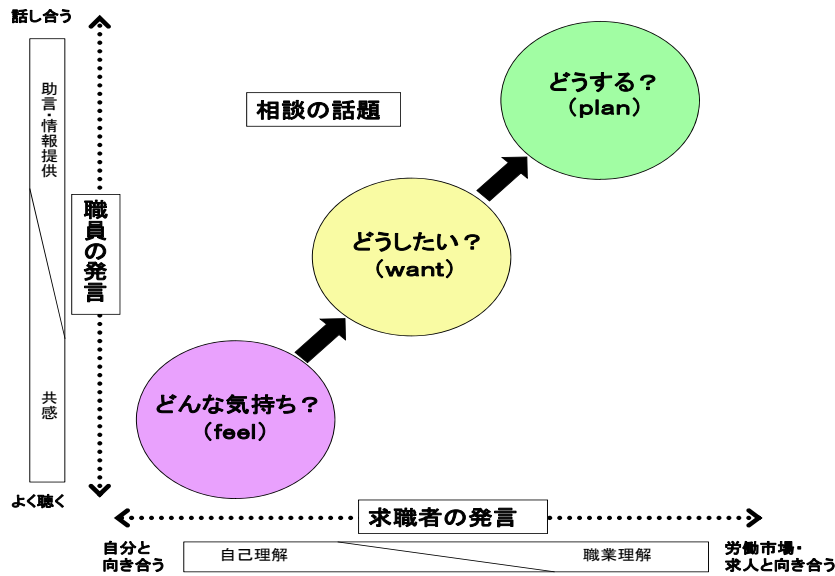 話し合う
助言・情報提供
職員の発言
共感
よく聴く
相談の話題
どうする？
（plan）
どうしたい？
（want）
どんな気持ち？
（feel）
求職者の発言
自分と
向き合う
自己理解
職業理解
労働市場・
求人と向き合う